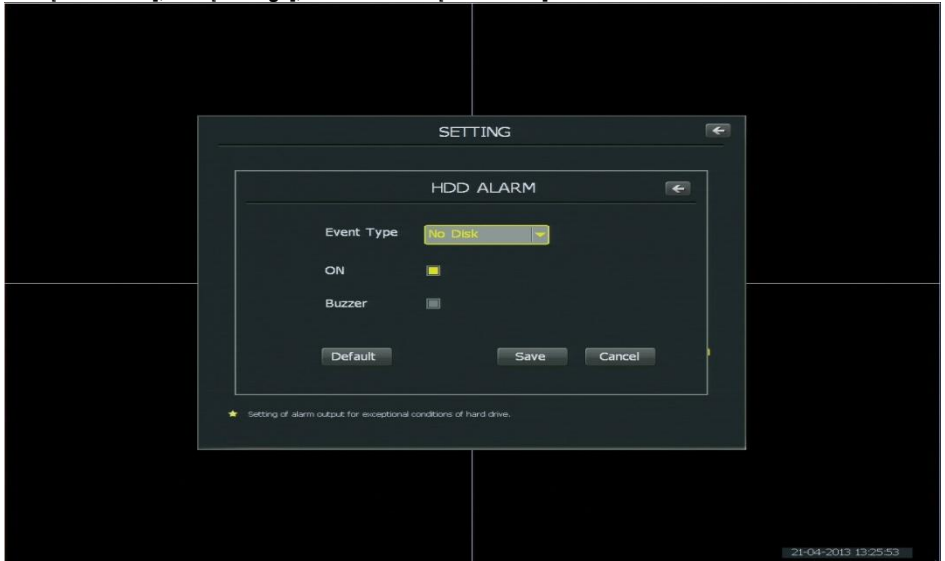 SETTING
HDD ALARM
Event Type No Disk
ON
Buzzer
Default Save Cancel
Setting of alarm output for exceptional conditions of hard drive.
21-04-2013 13:25:53